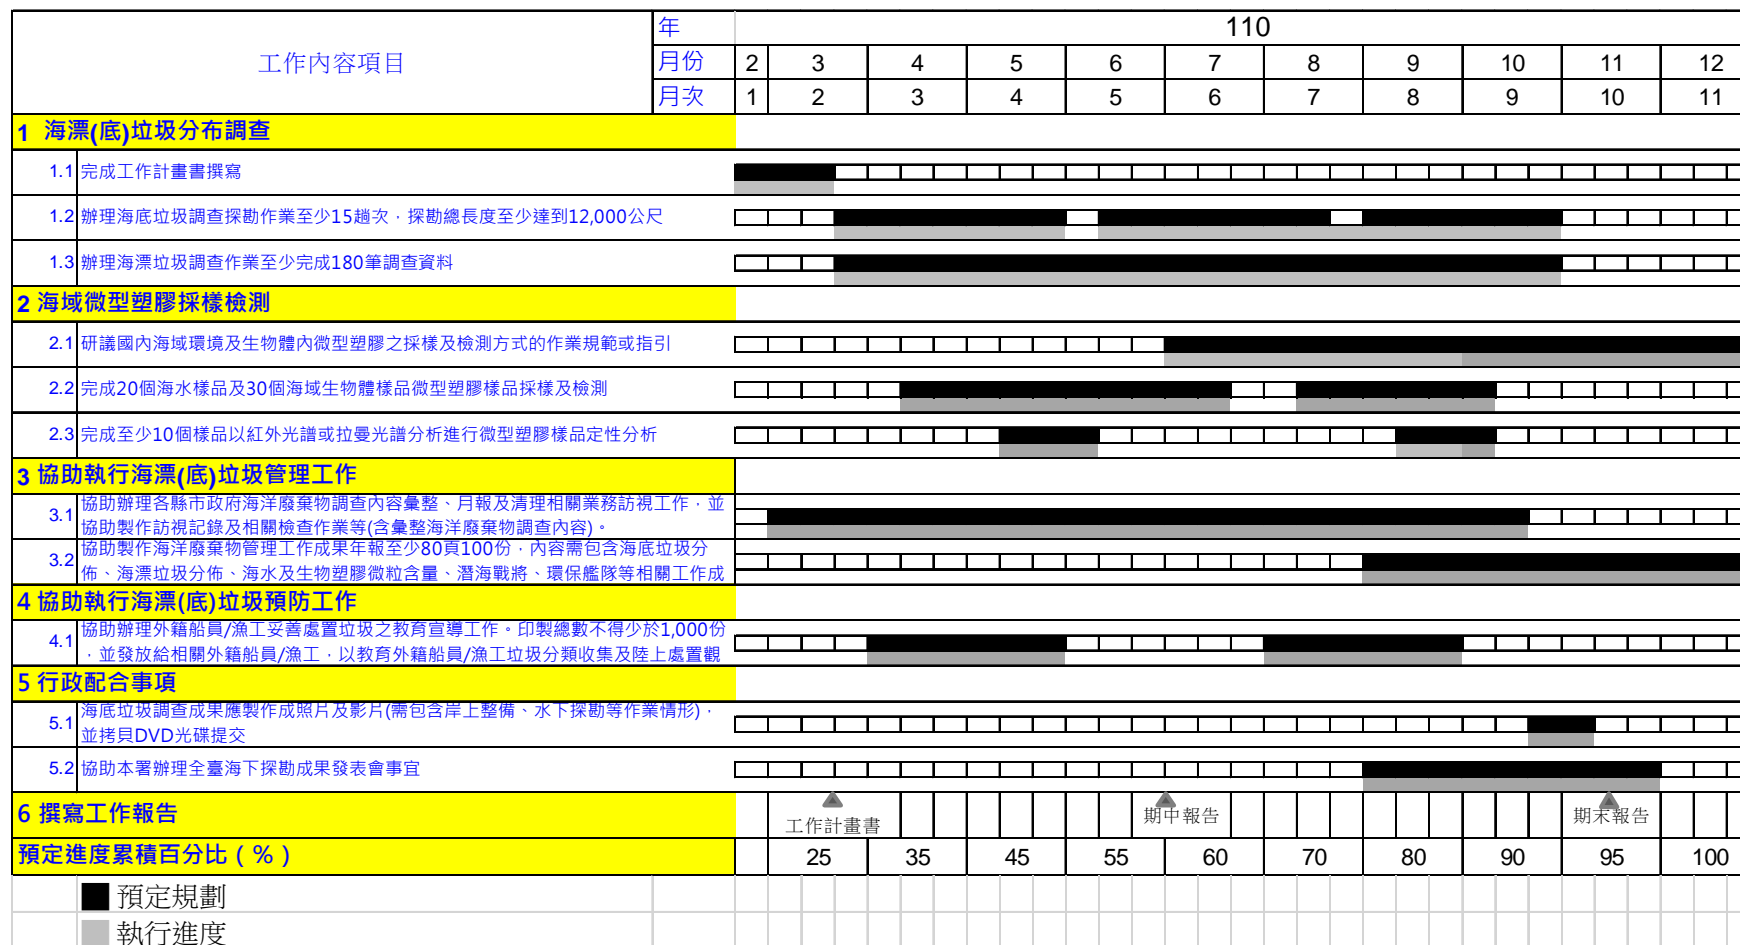 年 110
工作內容項目 月份 2 3 4 5 6 7 8 9 10 11 12
月次 1 2 3 4 5 6 7 8 9 10 11
1 海漂(底)垃圾分布調查
1.1 完成工作計畫書撰寫
1.2 辦理海底垃圾調查探勘作業至少15趟次，探勘總長度至少達到12,000公尺
1.3 辦理海漂垃圾調查作業至少完成180筆調查資料
2 海域微型塑膠採樣檢測
2.1 研議國內海域環境及生物體內微型塑膠之採樣及檢測方式的作業規範或指引
2.2 完成20個海水樣品及30個海域生物體樣品微型塑膠樣品採樣及檢測
2.3 完成至少10個樣品以紅外光譜或拉曼光譜分析進行微型塑膠樣品定性分析
3 協助執行海漂(底)垃圾管理工作
3.1 協助辦理各縣市政府海洋廢棄物調查內容彙整、月報及清理相關業務訪視工作，並
協助製作訪視記錄及相關檢查作業等(含彙整海洋廢棄物調查內容)。
3.2 協助製作海洋廢棄物管理工作成果年報至少80頁100份，內容需包含海底垃圾分
佈、海漂垃圾分佈、海水及生物塑膠微粒含量、潛海戰將、環保艦隊等相關工作成
4 協助執行海漂(底)垃圾預防工作
4.1 協助辦理外籍船員/漁工妥善處置垃圾之教育宣導工作。印製總數不得少於1,000份
，並發放給相關外籍船員/漁工，以教育外籍船員/漁工垃圾分類收集及陸上處置觀
5 行政配合事項
5.1 海底垃圾調查成果應製作成照片及影片(需包含岸上整備、水下探勘等作業情形)，
並拷貝DVD光碟提交
5.2 協助本署辦理全臺海下探勘成果發表會事宜
6 撰寫工作報告 工作計畫書 期中報告 期末報告
預定進度累積百分比（%） 25 35 45 55 60 70 80 90 95 100
預定規劃
執行進度